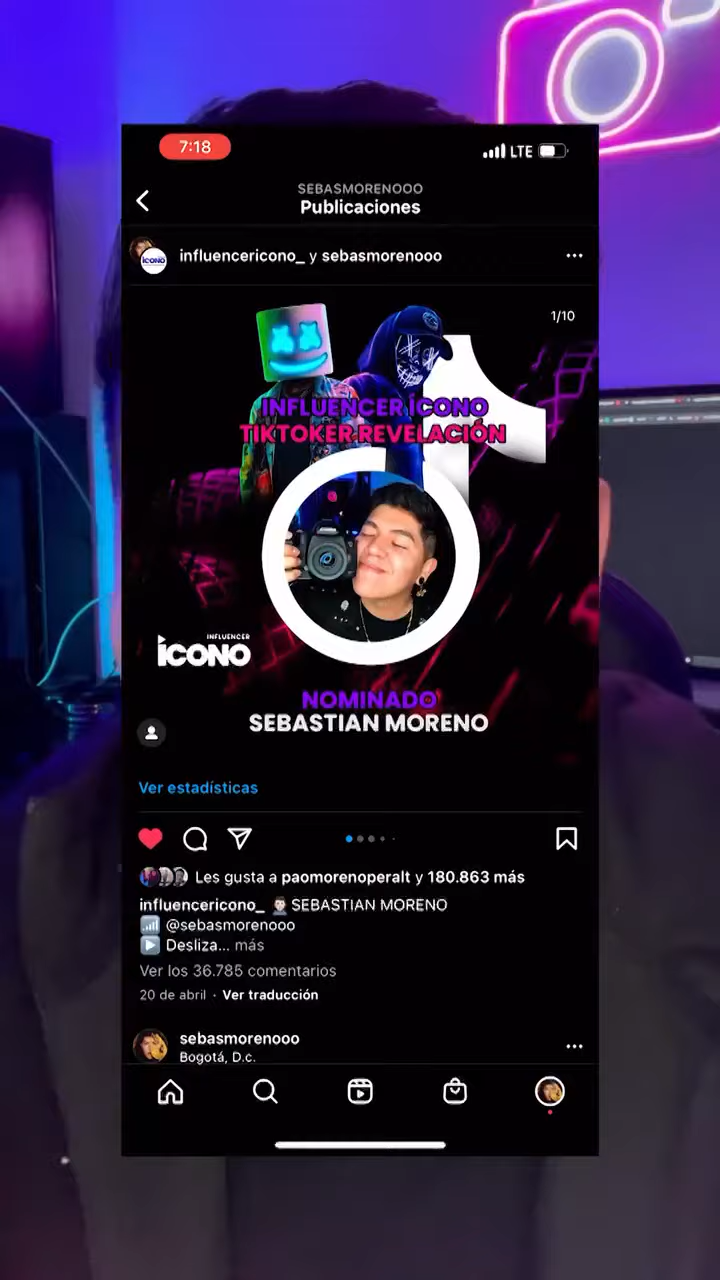 7:18
LTE
SEBASMORENOOO
Publicaciones
influencericono_ y sebasmorenooo
ICONO
1/10
INFLUENCER ÍCONO
TIKTOKER REVELACIÓN
INFLUENCER
ÍCONO
NOMINADO
SEBASTIAN MORENO
Ver estadísticas
Les gusta a paomorenoperalt y 180.863 más
influencericono_ SEBASTIAN MORENO
@sebasmorenooo
Desliza... más
Ver los 36.785 comentarios
20 de abril · Ver traducción
sebasmorenooo
Bogotá, D.c.